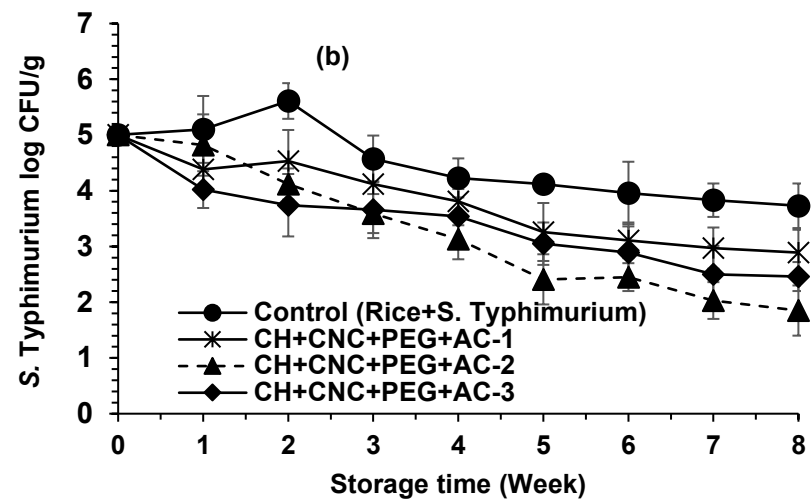 7
(b)
6
5
4
3
2
1
0
S. Typhimurium log CFU/g
Control (Rice+S. Typhimurium)
CH+CNC+PEG+AC-1
CH+CNC+PEG+AC-2
CH+CNC+PEG+AC-3
0 1 2 3 4 5 6 7 8
Storage time (Week)